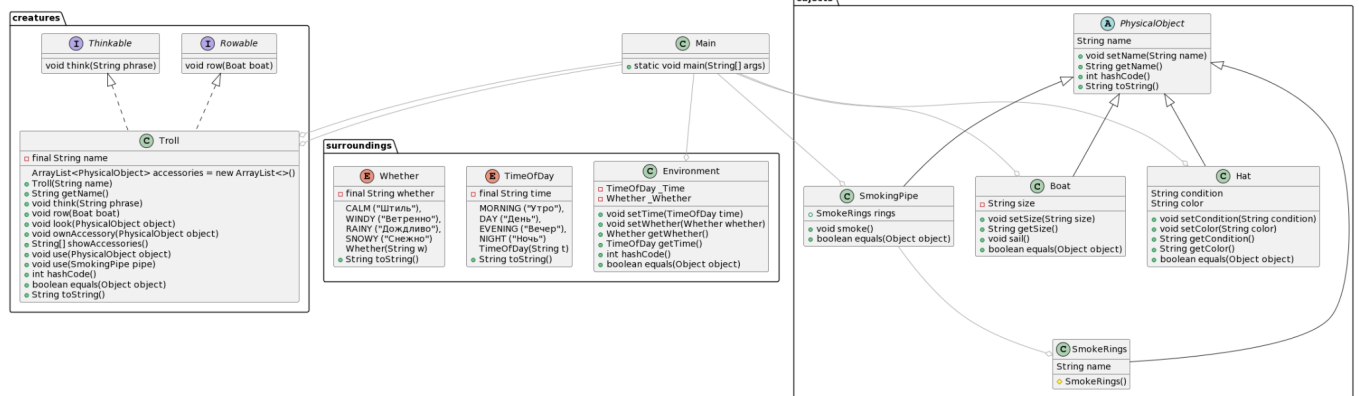 creatures
I Thinkable
void think(String phrase)
I Rowable
void row(Boat boat)
C Troll
final String name
ArrayList<PhysicalObject> accessories = new ArrayList<>()
Troll(String name)
String getName()
void think(String phrase)
void row(Boat boat)
void look(PhysicalObject object)
void ownAccessory(PhysicalObject object)
String[] showAccessories()
void use(PhysicalObject object)
void use(SmokingPipe pipe)
int hashCode()
boolean equals(Object object)
String toString()
C Main
static void main(String[] args)
surroundings
E Whether
final String whether
CALM ("Штиль"),
WINDY ("Ветренно"),
RAINY ("Дождливо"),
SNOWY ("Снежно")
Whether(String w)
String toString()
E TimeOfDay
final String time
MORNING ("Утро"),
DAY ("День"),
EVENING ("Вечер"),
NIGHT ("Ночь")
TimeOfDay(String t)
String toString()
C Environment
TimeOfDay _Time
Whether _Whether
void setTime(TimeOfDay time)
void setWhether(Whether whether)
Whether getWhether()
TimeOfDay getTime()
int hashCode()
boolean equals(Object object)
objects
A PhysicalObject
String name
void setName(String name)
String getName()
int hashCode()
String toString()
C SmokingPipe
SmokeRings rings
void smoke()
boolean equals(Object object)
C Boat
String size
void setSize(String size)
String getSize()
void sail()
boolean equals(Object object)
C Hat
String condition
String color
void setCondition(String condition)
void setColor(String color)
String getCondition()
String getColor()
boolean equals(Object object)
C SmokeRings
String name
SmokeRings()